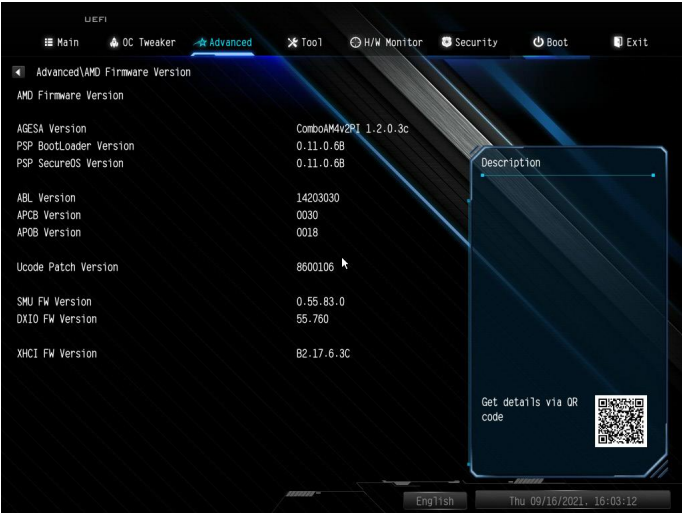 UEFI
Main OC Tweaker Advanced Tool H/W Monitor Security Boot Exit
Advanced\AMD Firmware Version
AMD Firmware Version
AGESA Version ComboAM4v2PI 1.2.0.3c
PSP BootLoader Version 0.11.0.6B
PSP SecureOS Version 0.11.0.6B
ABL Version 14203030
APCB Version 0030
APOB Version 0018
Ucode Patch Version 8600106
SMU FW Version 0.55.83.0
DXIO FW Version 55.760
XHCI FW Version B2.17.6.3C
Description
Get details via QR
code
English Thu 09/16/2021. 16:03:12